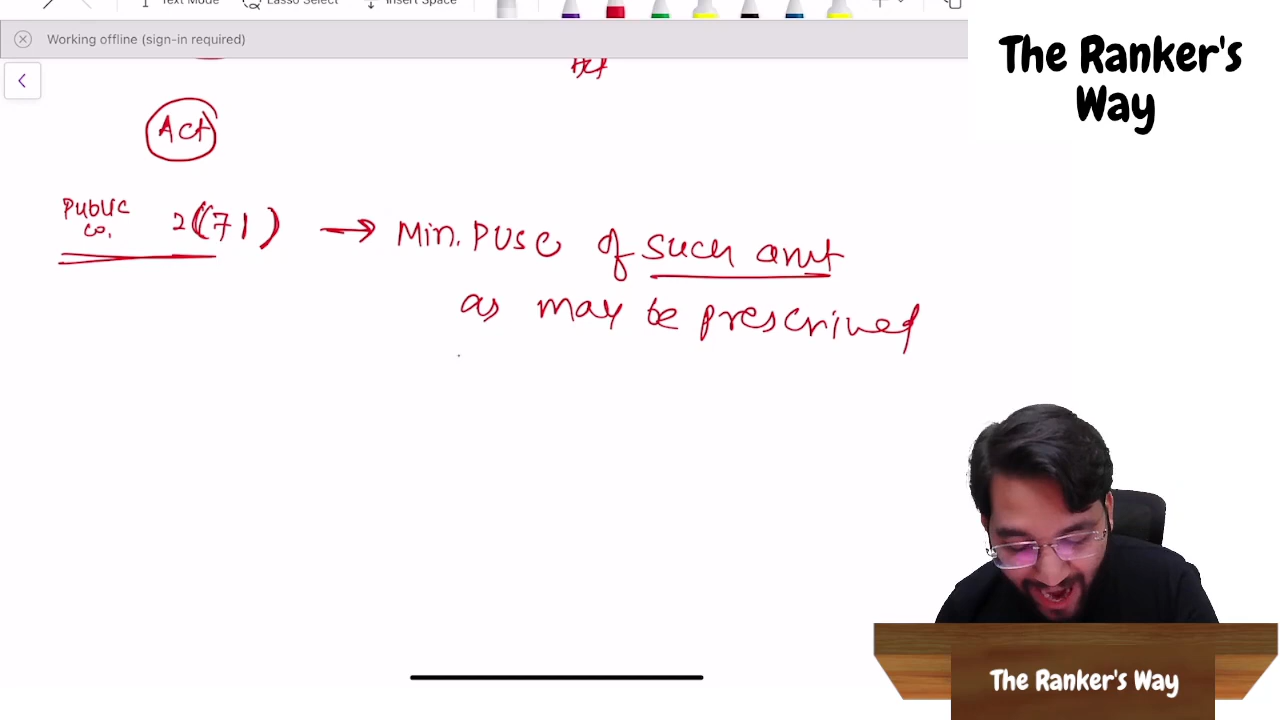 Text Mode Lasso Select Insert Space
Working offline (sign-in required)
The Ranker's
Way
Act
Public
co.
2(71) → Min. PUSC of such amt
as may be prescrived
The Ranker's Way